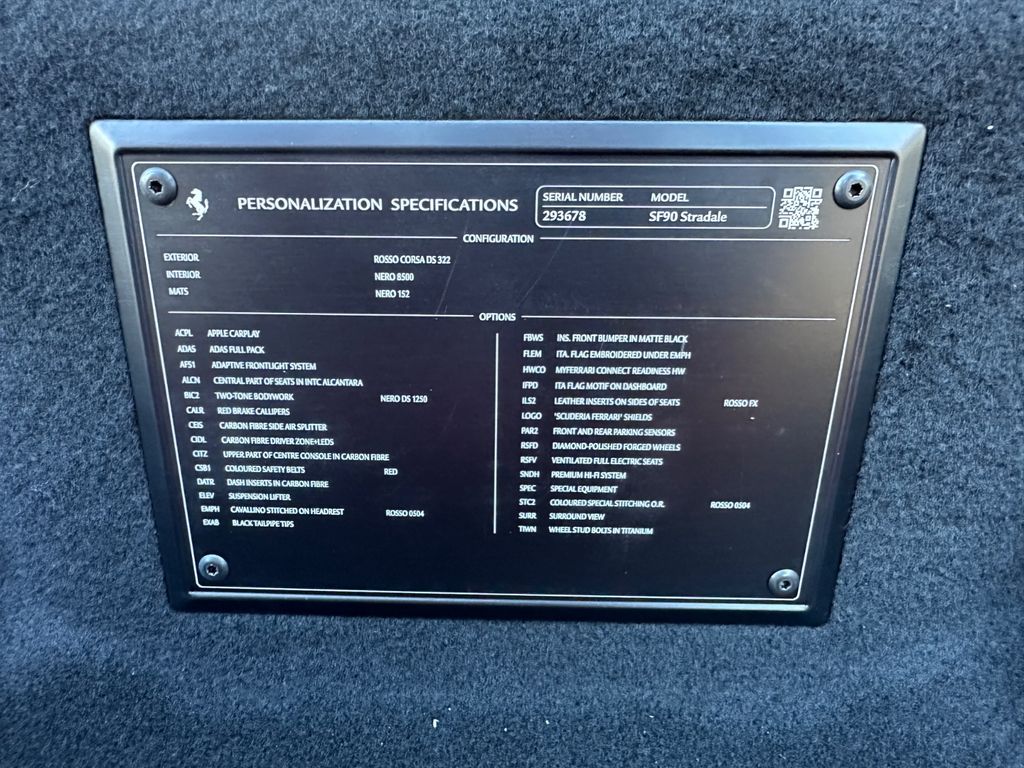 PERSONALIZATION SPECIFICATIONS
SERIAL NUMBER MODEL
293678 SF90 Stradale
CONFIGURATION
EXTERIOR ROSSO CORSA DS 322
INTERIOR NERO 8500
MATS NERO 152
OPTIONS
ACPL APPLE CARPLAY
ADAS ADAS FULL PACK
AFS1 ADAPTIVE FRONTLIGHT SYSTEM
ALCN CENTRAL PART OF SEATS IN INTC ALCANTARA
BIC2 TWO-TONE BODYWORK NERO DS 1250
CALR RED BRAKE CALLIPERS
CEIS CARBON FIBRE SIDE AIR SPLITTER
CIDL CARBON FIBRE DRIVER ZONE+LEDS
CITZ UPPER PART OF CENTRE CONSOLE IN CARBON FIBRE
CSB1 COLOURED SAFETY BELTS RED
DATR DASH INSERTS IN CARBON FIBRE
ELEV SUSPENSION LIFTER
EMPH CAVALLINO STITCHED ON HEADREST ROSSO 0504
EXAB BLACK TAILPIPE TIPS
FBWS INS. FRONT BUMPER IN MATTE BLACK
FLEM ITA. FLAG EMBROIDERED UNDER EMPH
HWCO MYFERRARI CONNECT READINESS HW
IFPD ITA FLAG MOTIF ON DASHBOARD
ILS2 LEATHER INSERTS ON SIDES OF SEATS ROSSO FX
LOGO 'SCUDERIA FERRARI' SHIELDS
PAR2 FRONT AND REAR PARKING SENSORS
RSFD DIAMOND-POLISHED FORGED WHEELS
RSFV VENTILATED FULL ELECTRIC SEATS
SNDH PREMIUM HI-FI SYSTEM
SPEC SPECIAL EQUIPMENT
STC2 COLOURED SPECIAL STITCHING O.R. ROSSO 0504
SURR SURROUND VIEW
TIWN WHEEL STUD BOLTS IN TITANIUM